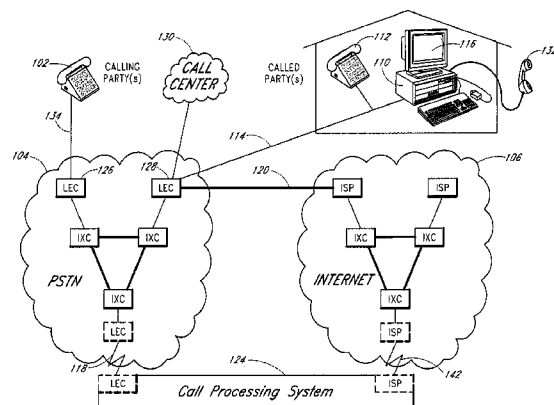 130
102
CALLING
PARTY(S)
CALL
CENTER
CALLED
PARTY(S)
112
116
110
132
134
114
104
126
128
120
106
LEC
LEC
ISP
ISP
IXC
IXC
IXC
IXC
PSTN
INTERNET
IXC
IXC
LEC
ISP
118
124
142
LEC
Call Processing System
ISP